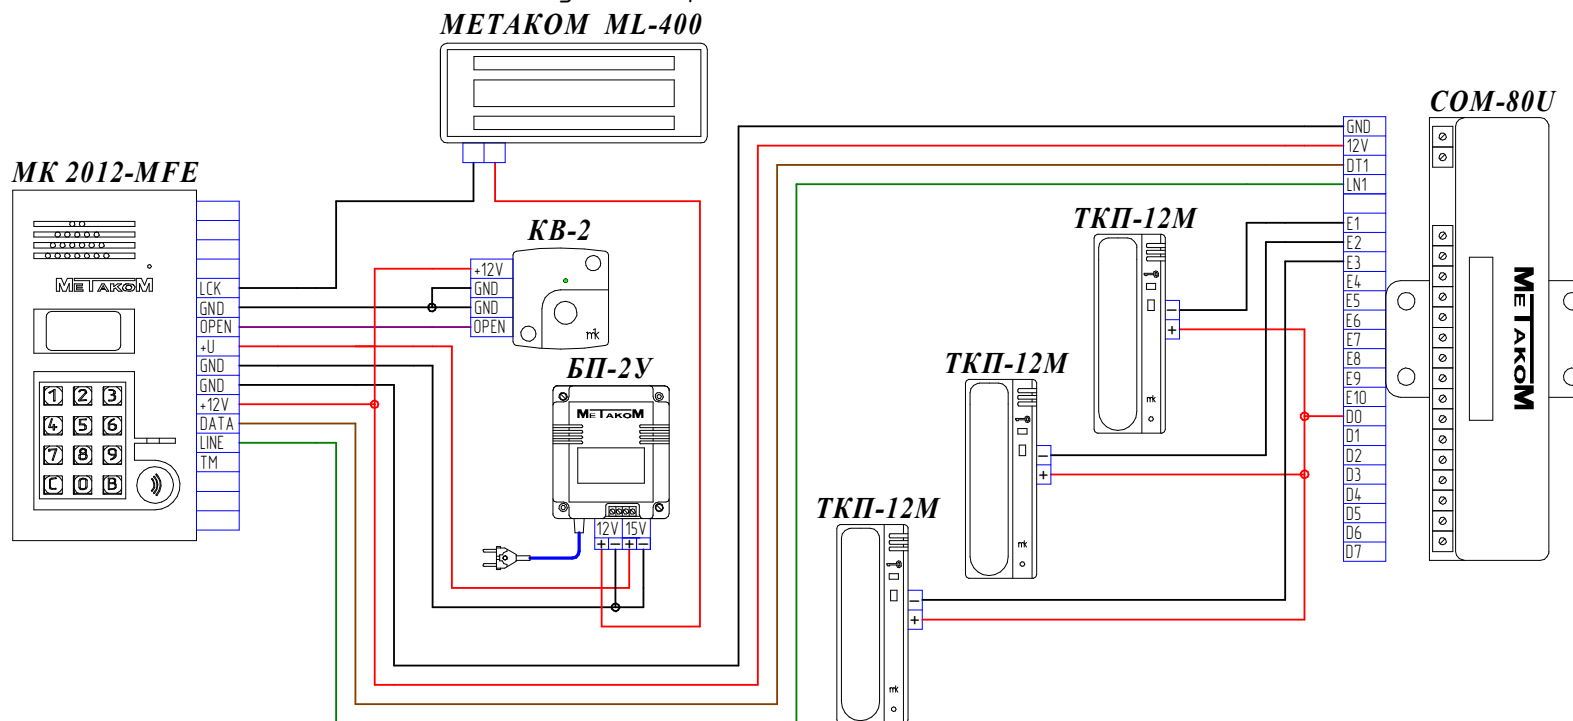 МЕТАКОМ ML-400
COM-80U
МК 2012-MFE
МЕТАКОМ
LCK
GND
OPEN
+U
GND
GND
+12V
DATA
LINE
TM
1 2 3
4 5 6
7 8 9
C 0 B
КВ-2
+12V
GND
GND
OPEN
mk
БП-2У
МЕТАКОМ
12V 15V
+ − + −
ТКП-12М
− +
mk
ТКП-12М
− +
mk
ТКП-12М
− +
mk
GND
12V
DT1
LN1
E1
E2
E3
E4
E5
E6
E7
E8
E9
E10
D0
D1
D2
D3
D4
D5
D6
D7
МЕТАКОМ